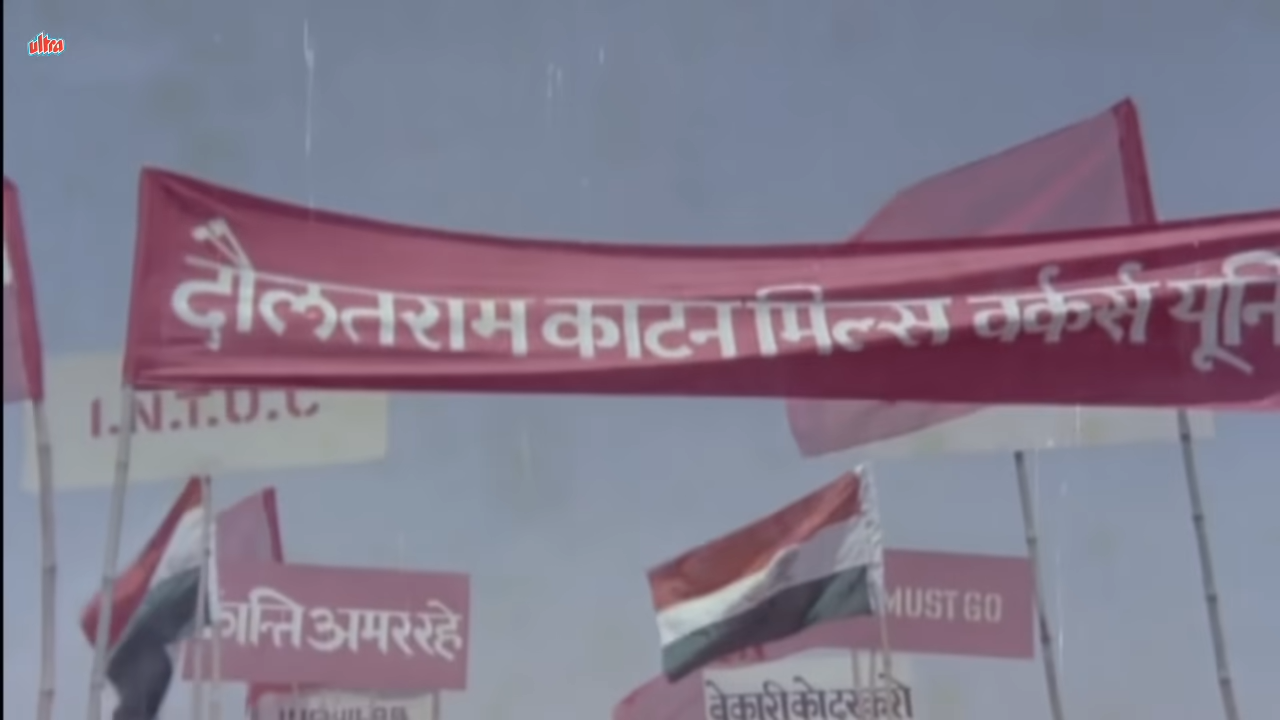 ultra
दौलतराम काटन मिल्स वर्कर्स यूनि
I.N.T.U.C
क्रान्ति अमर रहे
MUST GO
बेकारी को दूर करो